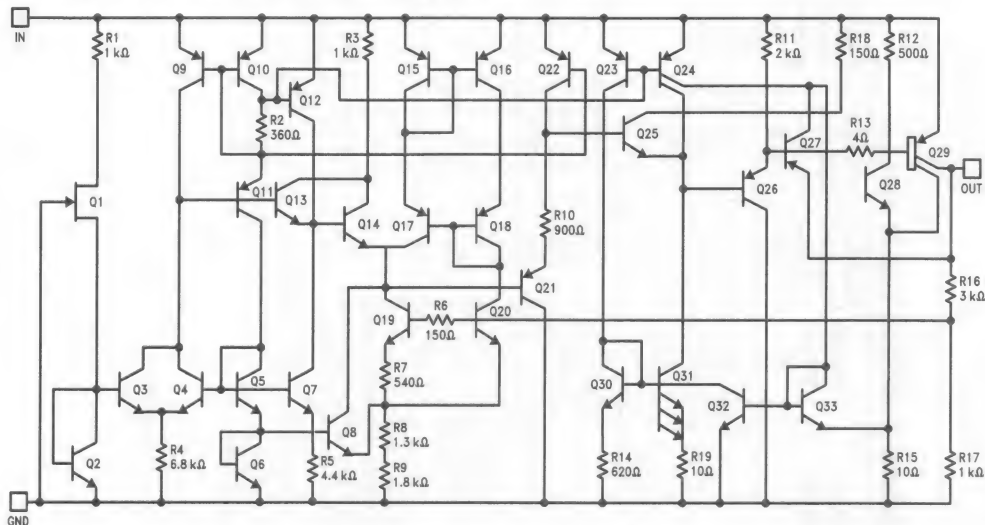 IN
R1
1 kΩ
Q9
Q10
Q12
R2
360Ω
R3
1 kΩ
Q15
Q16
Q22
Q23
Q24
R11
2 kΩ
R18
150Ω
R12
500Ω
Q25
Q27
R13
4Ω
Q29
OUT
Q1
Q11
Q13
Q14
Q17
Q18
R10
900Ω
Q26
Q28
Q21
R16
3 kΩ
Q19
R6
150Ω
Q20
R7
540Ω
Q3
Q4
Q5
Q7
Q8
Q30
Q31
Q32
Q33
R8
1.3 kΩ
R9
1.8 kΩ
Q2
R4
6.8 kΩ
Q6
R5
4.4 kΩ
R14
620Ω
R19
10Ω
R15
10Ω
R17
1 kΩ
GND